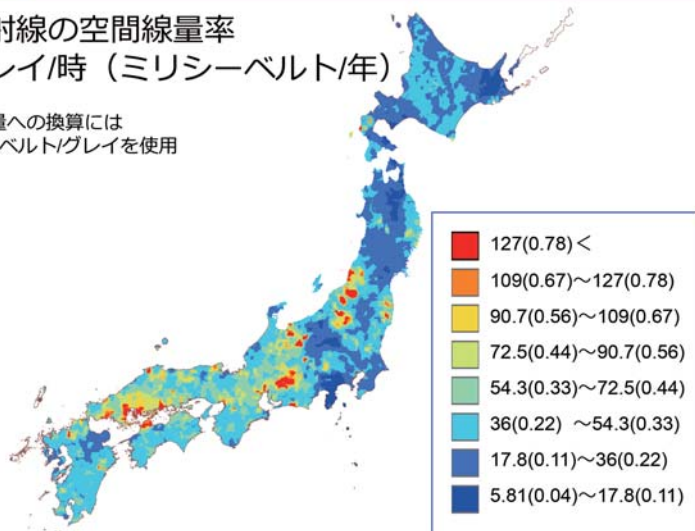 射線の空間線量率
レイ/時（ミリシーベルト/年）
量への換算には
ベルト/グレイを使用
127(0.78)＜
109(0.67)～127(0.78)
90.7(0.56)～109(0.67)
72.5(0.44)～90.7(0.56)
54.3(0.33)～72.5(0.44)
36(0.22) ～54.3(0.33)
17.8(0.11)～36(0.22)
5.81(0.04)～17.8(0.11)